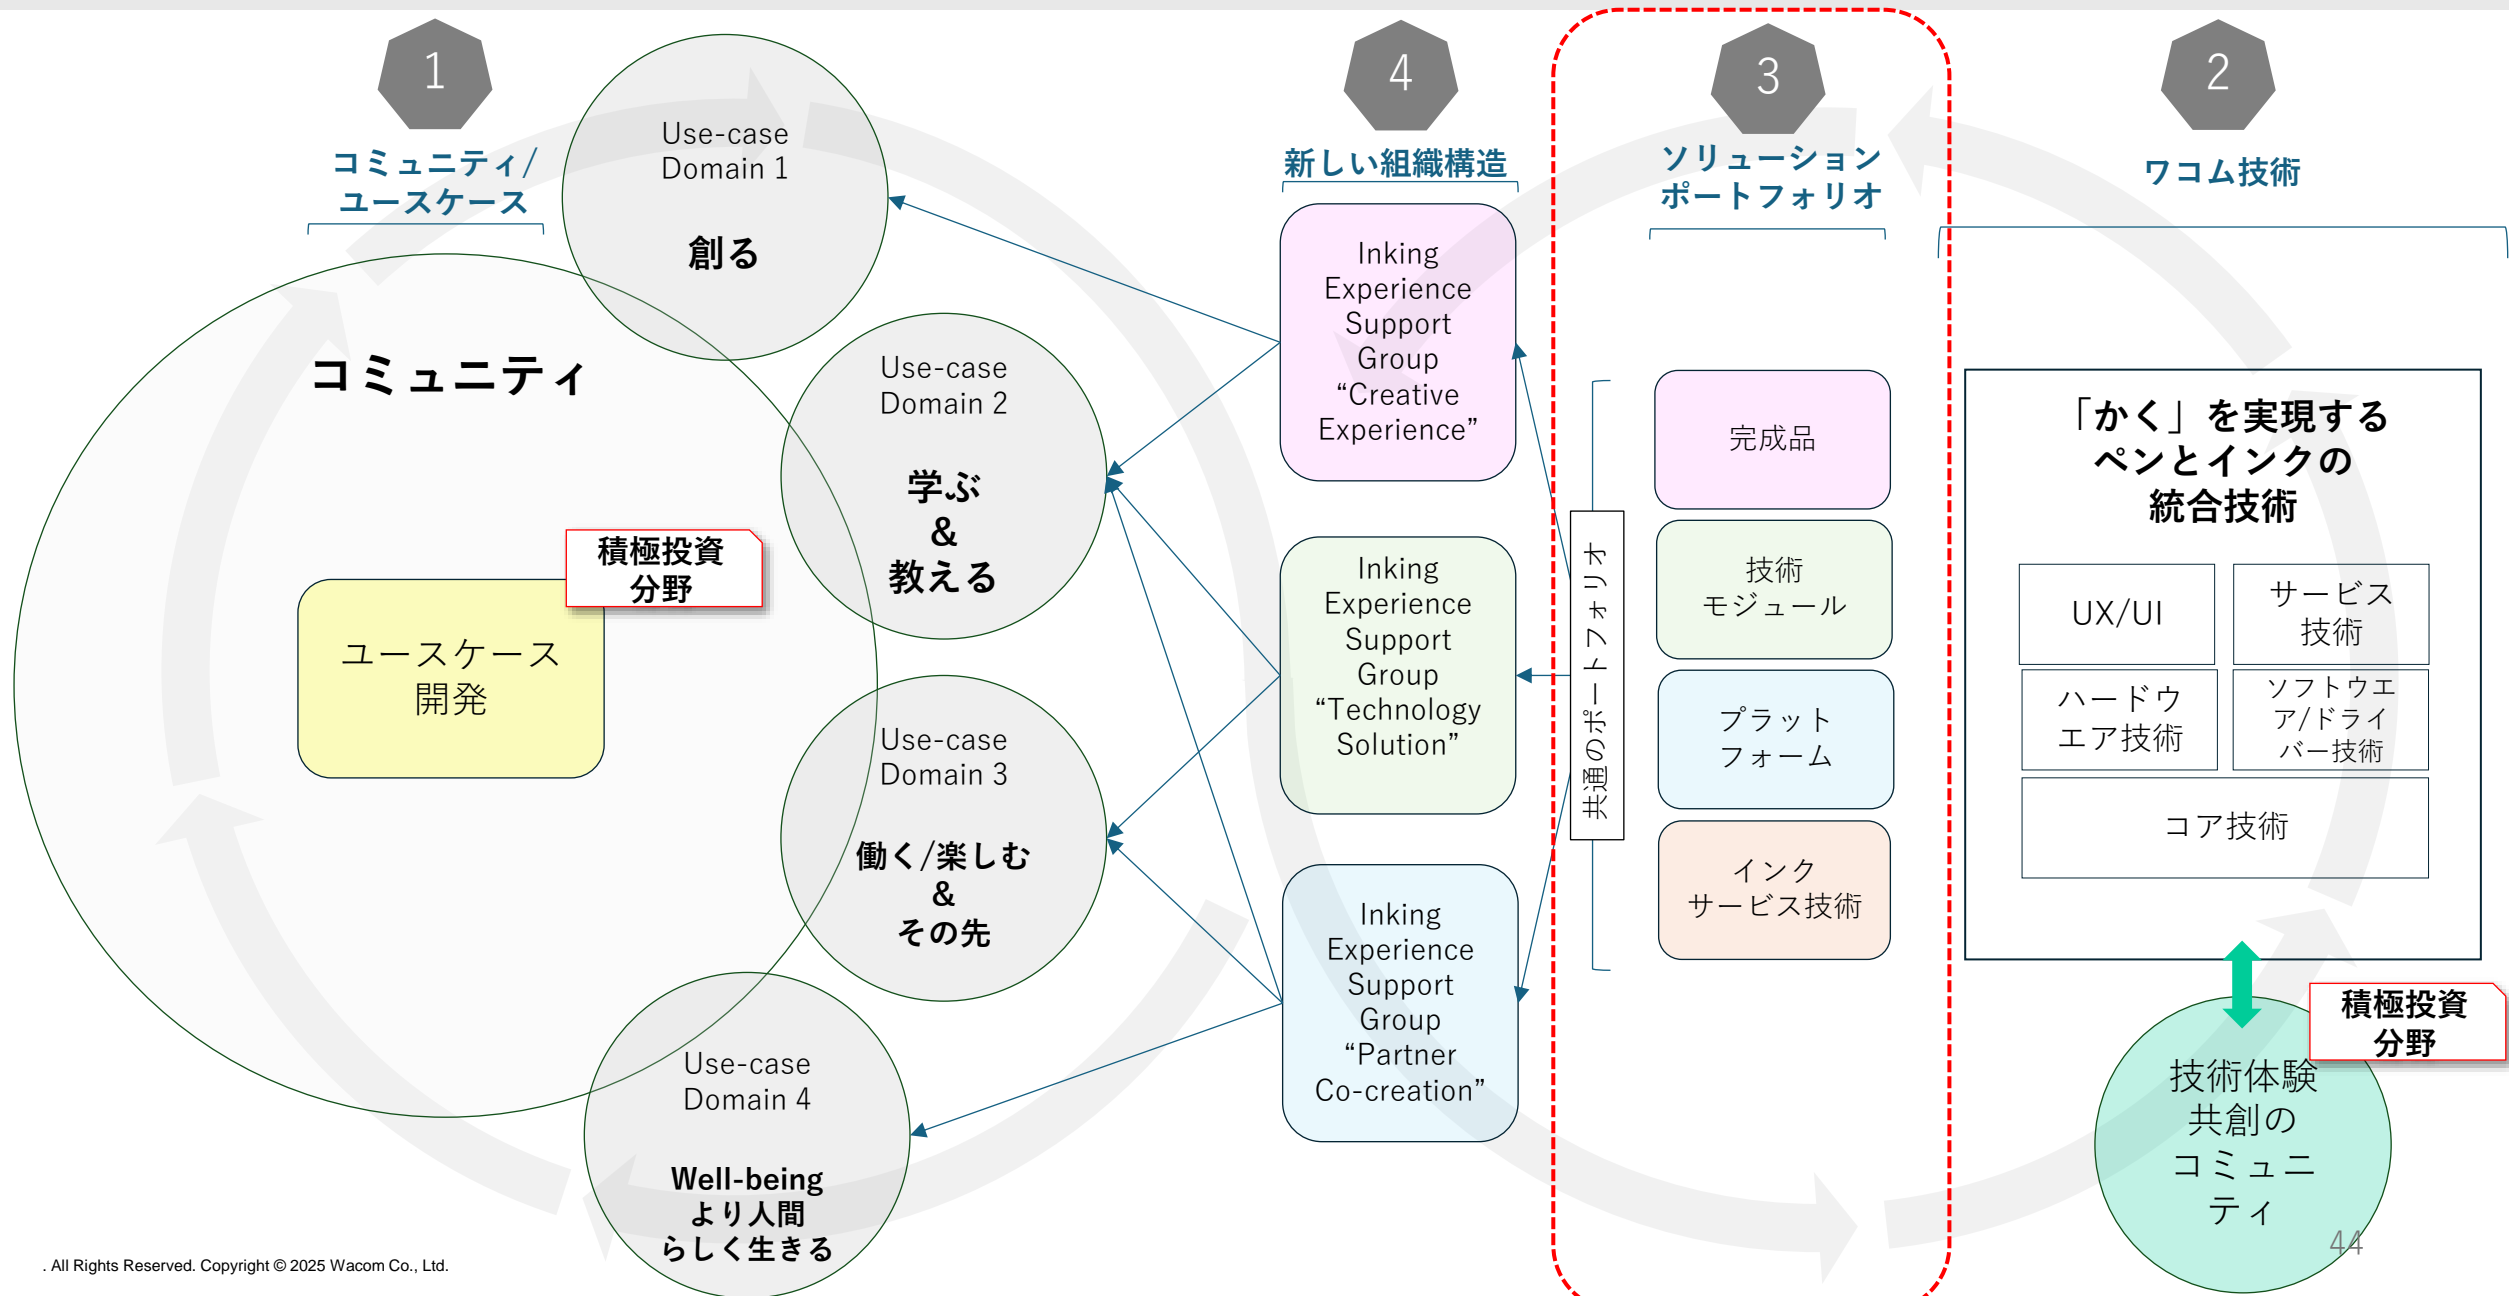 1
コミュニティ/
ユースケース
コミュニティ
ユースケース
開発
積極投資
分野
Use-case
Domain 1
創る
Use-case
Domain 2
学ぶ
&
教える
Use-case
Domain 3
働く/楽しむ
&
その先
Use-case
Domain 4
Well-being
より人間
らしく生きる
4
新しい組織構造
Inking
Experience
Support
Group
“Creative
Experience”
Inking
Experience
Support
Group
“Technology
Solution”
Inking
Experience
Support
Group
“Partner
Co-creation”
3
ソリューション
ポートフォリオ
共通のポートフォリオ
完成品
技術
モジュール
プラット
フォーム
インク
サービス技術
2
ワコム技術
「かく」を実現する
ペンとインクの
統合技術
UX/UI
サービス
技術
ハードウ
エア技術
ソフトウエ
ア/ドライ
バー技術
コア技術
積極投資
分野
技術体験
共創の
コミュニ
ティ
44
. All Rights Reserved. Copyright © 2025 Wacom Co., Ltd.